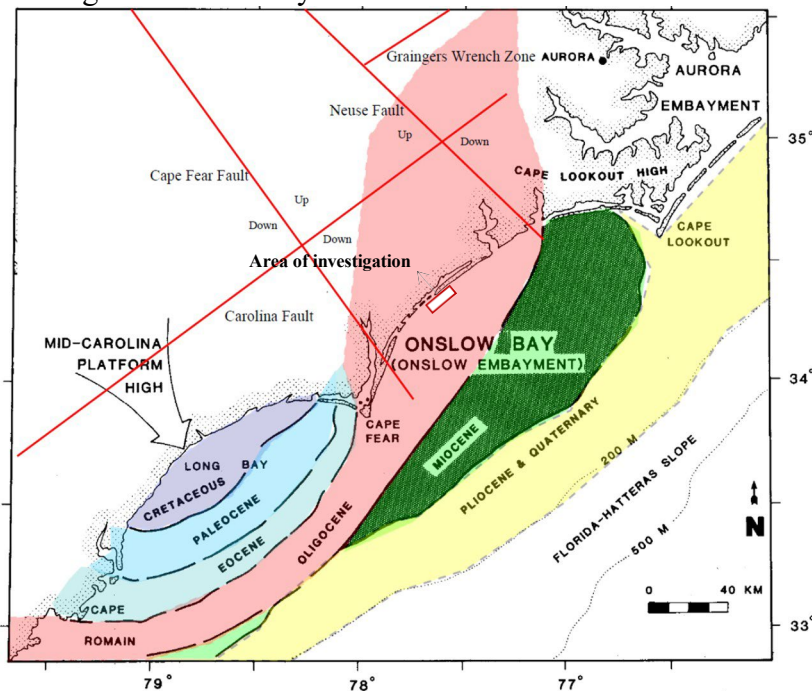 Graingers Wrench Zone
AURORA
AURORA
EMBAYMENT
Neuse Fault
Up
Down
35°
CAPE LOOKOUT HIGH
Cape Fear Fault
Up
Down
Down
CAPE
LOOKOUT
Area of investigation
Carolina Fault
MID-CAROLINA
PLATFORM
HIGH
ONSLOW BAY
(ONSLOW EMBAYMENT)
34°
CAPE
FEAR
MIOCENE
PLIOCENE & QUATERNARY
200 M
LONG BAY
CRETACEOUS
PALEOCENE
EOCENE
OLIGOCENE
FLORIDA-HATTERAS SLOPE
500 M
N
0 40 KM
CAPE
ROMAIN
33°
79° 78° 77°